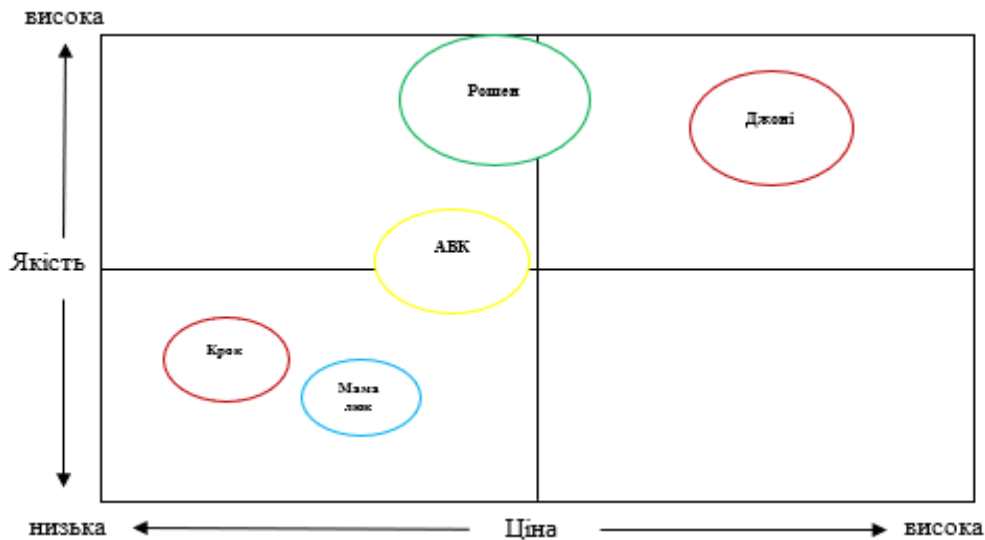 висока
Рошен
Джоні
Якість
АВК
Крок
Мама
люк
низька
Ціна
висока